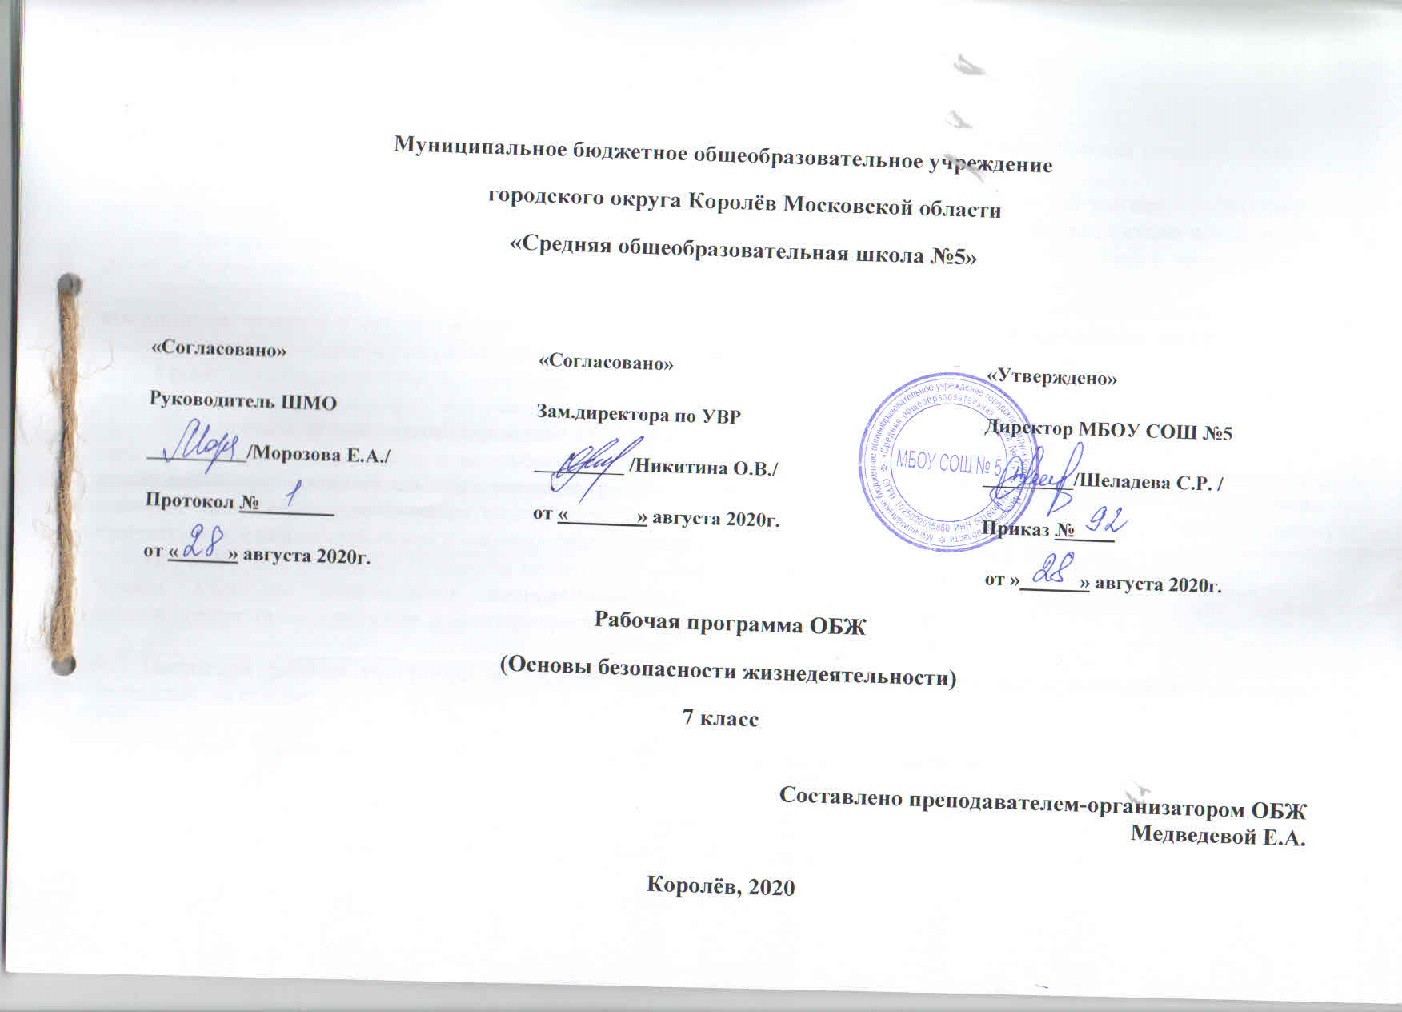 Муниципальное бюджетное общеобразовательное учреждение
городского округа Королёв Московской области
«Средняя общеобразовательная школа №5»
«Согласовано»
Руководитель ШМО
/Морозова Е.А./
Протокол № 1
от « 28 » августа 2020г.
«Согласовано»
Зам.директора по УВР
/Никитина О.В./
от « » августа 2020г.
«Утверждено»
Директор МБОУ СОШ №5
/Шеладева С.Р. /
Приказ № 92
от » 28 » августа 2020г.
МБОУ СОШ № 5
Рабочая программа ОБЖ
(Основы безопасности жизнедеятельности)
7 класс
Составлено преподавателем-организатором ОБЖ
Медведевой Е.А.
Королёв, 2020